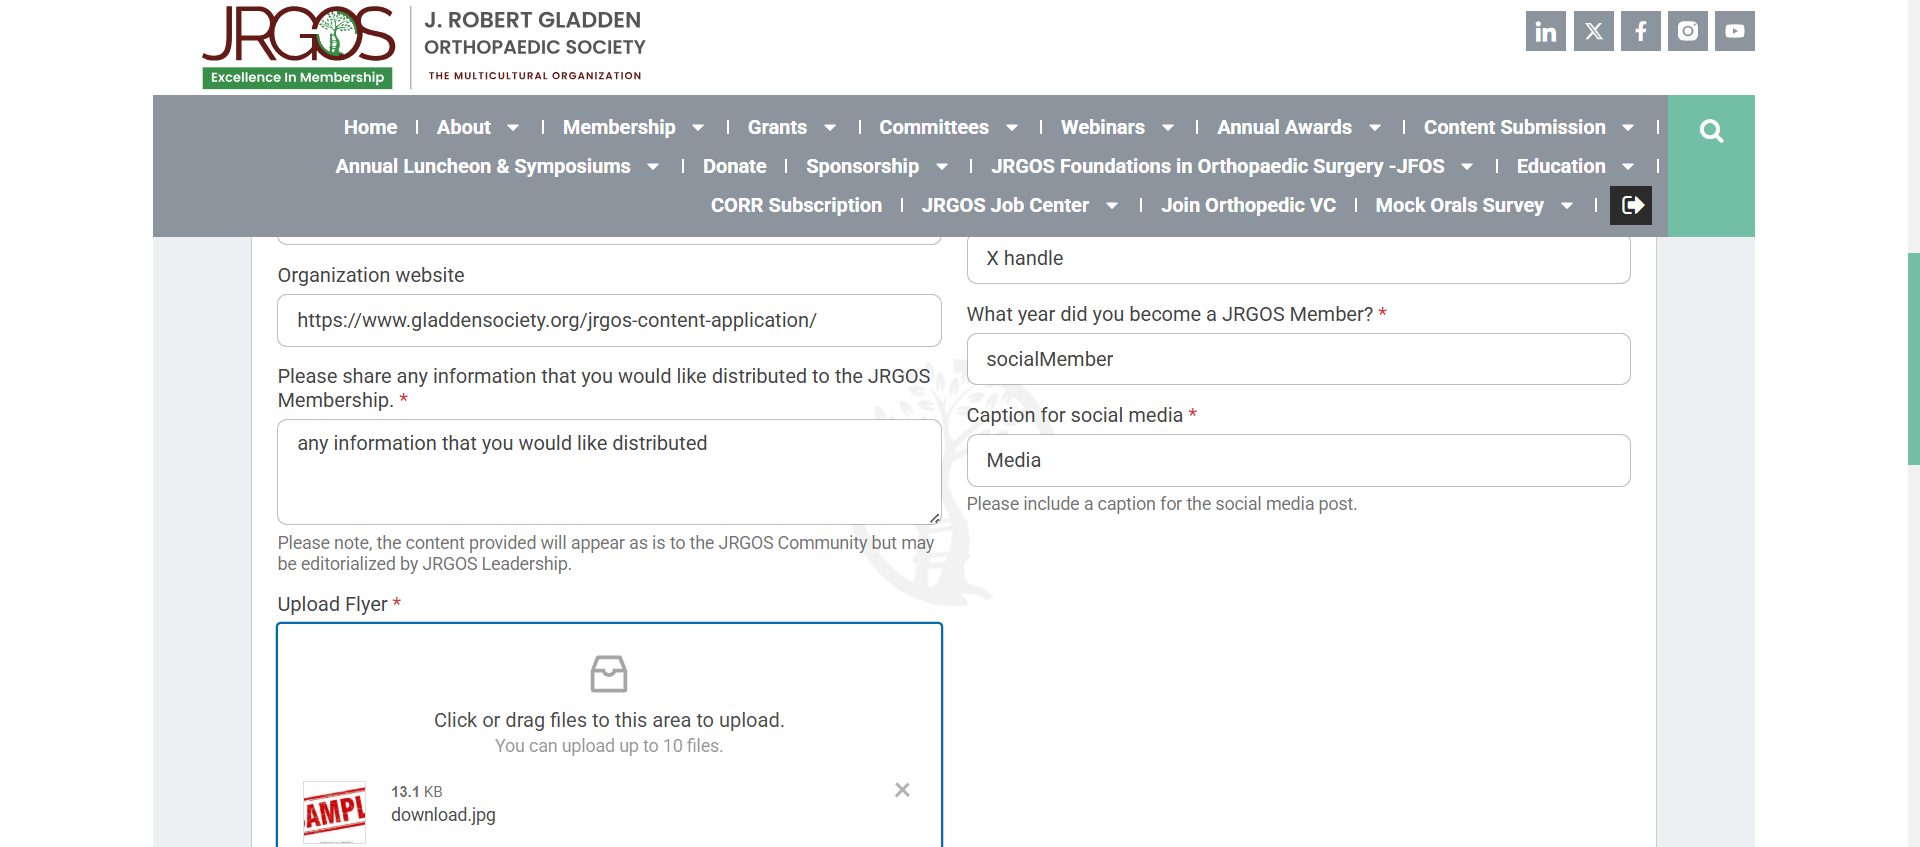 JRGOS
Excellence In Membership
J. ROBERT GLADDEN
ORTHOPAEDIC SOCIETY
THE MULTICULTURAL ORGANIZATION
Home | About | Membership | Grants | Committees | Webinars | Annual Awards | Content Submission |
Annual Luncheon & Symposiums | Donate | Sponsorship | JRGOS Foundations in Orthopaedic Surgery -JFOS | Education |
CORR Subscription | JRGOS Job Center | Join Orthopedic VC | Mock Orals Survey |
Organization website
https://www.gladdensociety.org/jrgos-content-application/
Please share any information that you would like distributed to the JRGOS
Membership. *
any information that you would like distributed
Please note, the content provided will appear as is to the JRGOS Community but may
be editorialized by JRGOS Leadership.
Upload Flyer *
Click or drag files to this area to upload.
You can upload up to 10 files.
AMPL
13.1 KB
download.jpg
X handle
What year did you become a JRGOS Member? *
socialMember
Caption for social media *
Media
Please include a caption for the social media post.